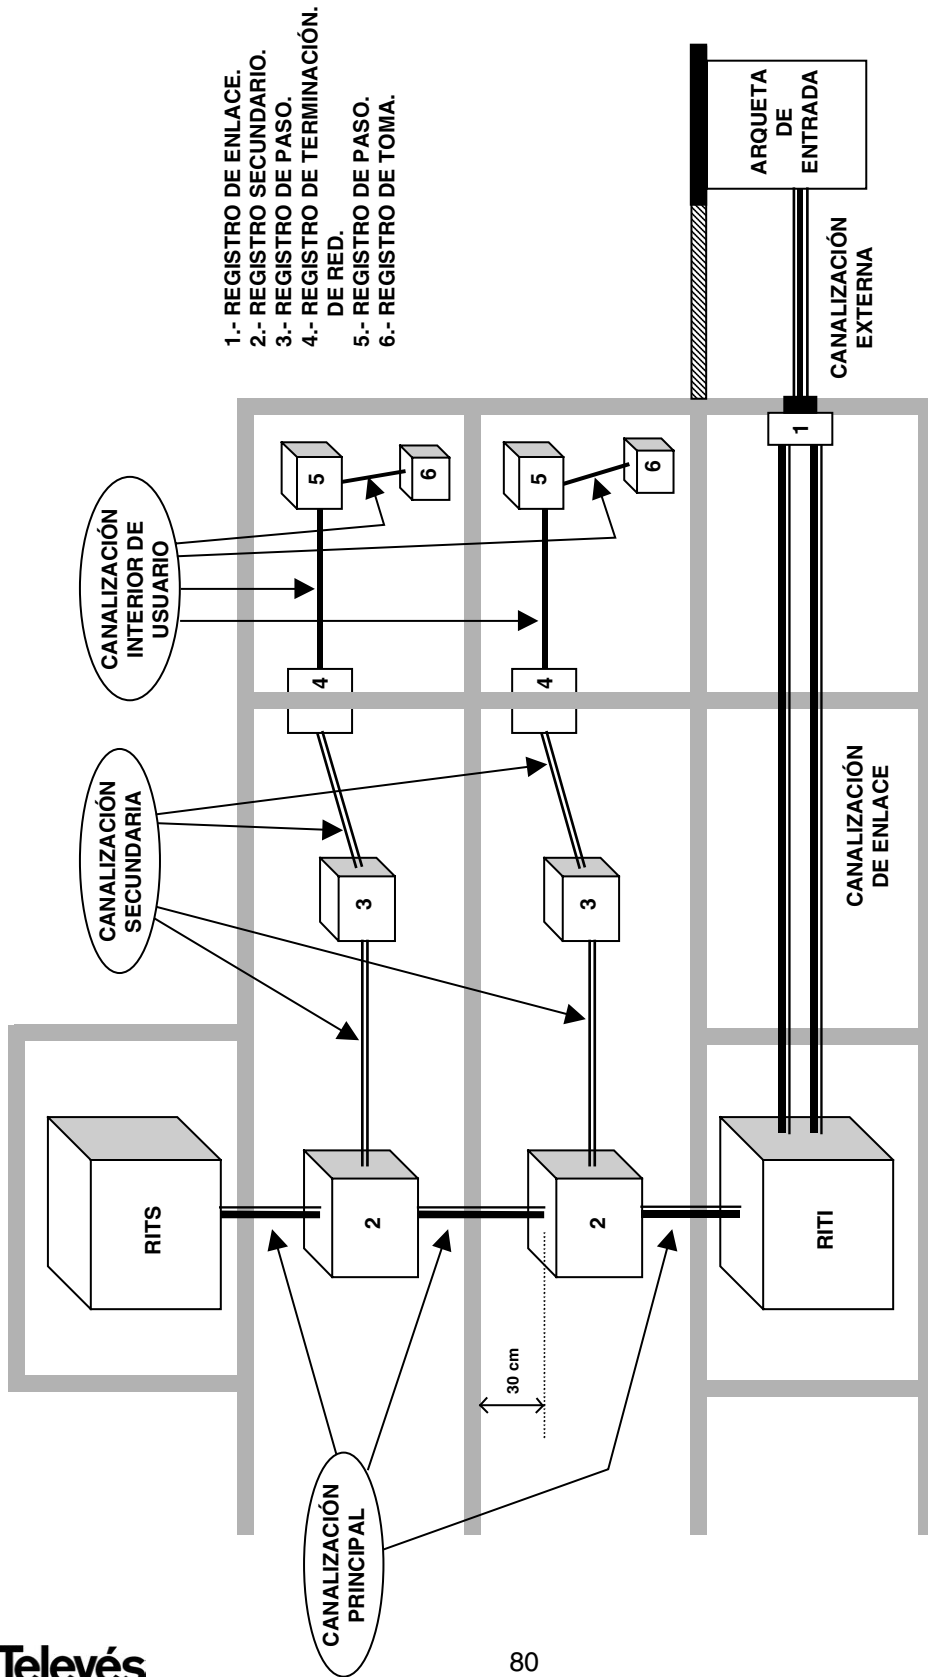 CANALIZACIÓN
PRINCIPAL
CANALIZACIÓN
SECUNDARIA
CANALIZACIÓN
INTERIOR DE
USUARIO
1.- REGISTRO DE ENLACE.
2.- REGISTRO SECUNDARIO.
3.- REGISTRO DE PASO.
4.- REGISTRO DE TERMINACIÓN.
DE RED.
5.- REGISTRO DE PASO.
6.- REGISTRO DE TOMA.
RITS
2
3
4
5
6
30 cm
2
3
4
5
6
RITI
CANALIZACIÓN
DE ENLACE
1
CANALIZACIÓN
EXTERNA
ARQUETA
DE
ENTRADA
Televés
80